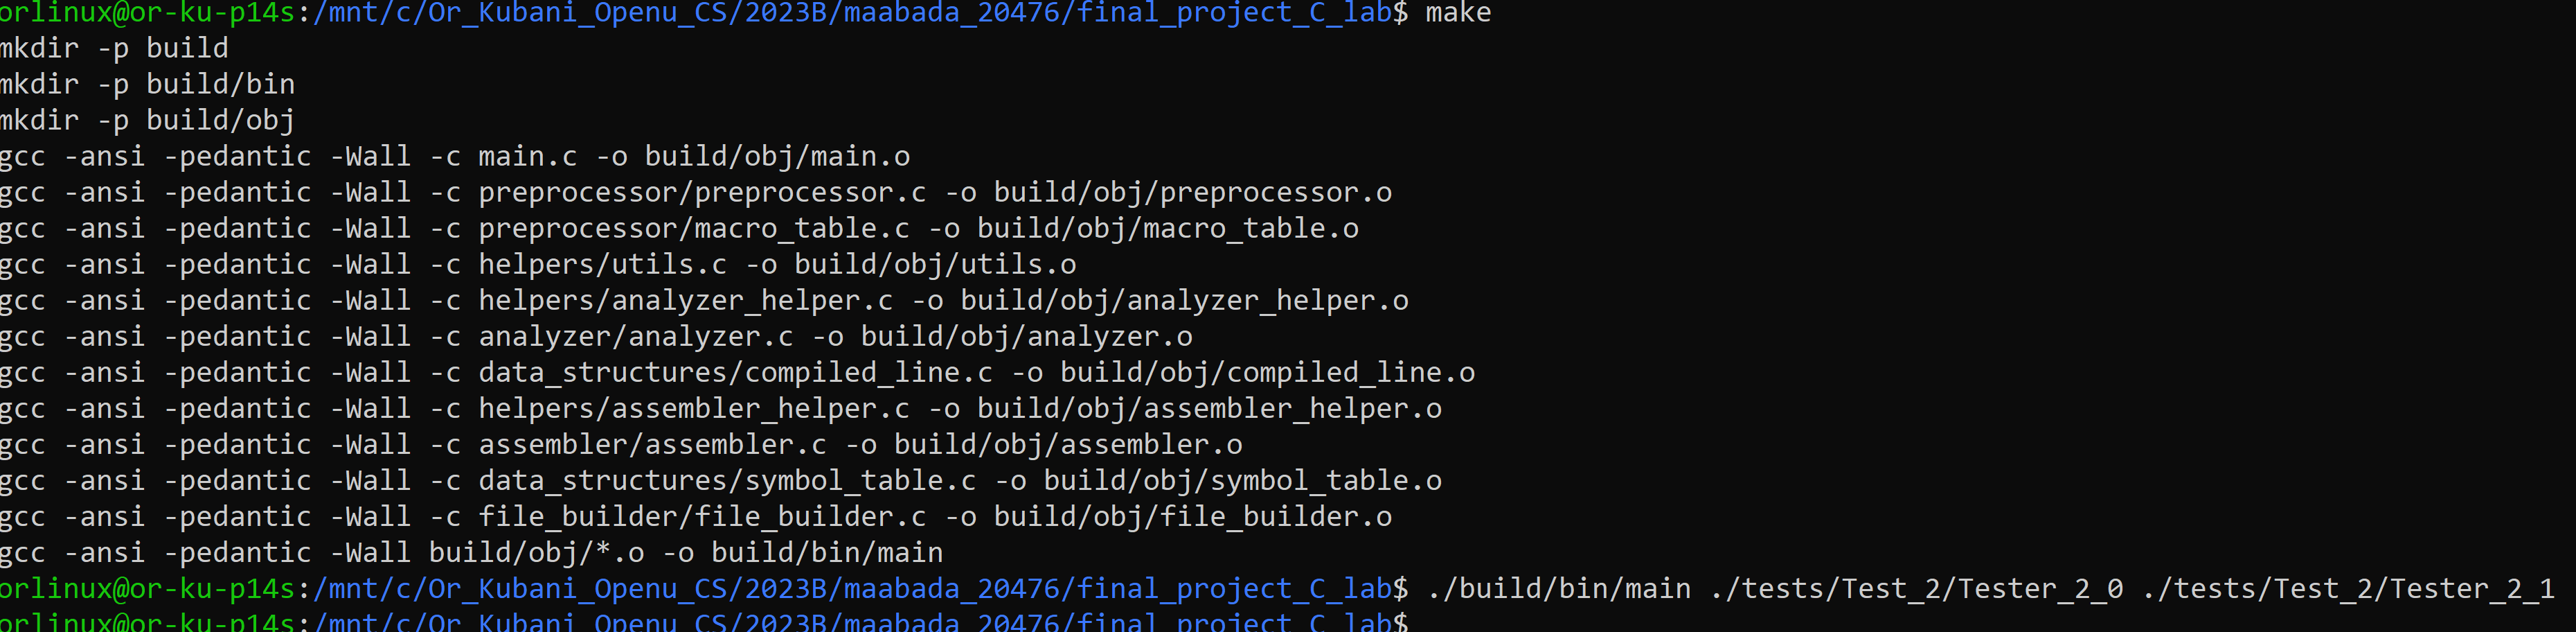 orlinux@or-ku-p14s:/mnt/c/Or_Kubani_Openu_CS/2023B/maabada_20476/final_project_C_lab$ make
mkdir -p build
mkdir -p build/bin
mkdir -p build/obj
gcc -ansi -pedantic -Wall -c main.c -o build/obj/main.o
gcc -ansi -pedantic -Wall -c preprocessor/preprocessor.c -o build/obj/preprocessor.o
gcc -ansi -pedantic -Wall -c preprocessor/macro_table.c -o build/obj/macro_table.o
gcc -ansi -pedantic -Wall -c helpers/utils.c -o build/obj/utils.o
gcc -ansi -pedantic -Wall -c helpers/analyzer_helper.c -o build/obj/analyzer_helper.o
gcc -ansi -pedantic -Wall -c analyzer/analyzer.c -o build/obj/analyzer.o
gcc -ansi -pedantic -Wall -c data_structures/compiled_line.c -o build/obj/compiled_line.o
gcc -ansi -pedantic -Wall -c helpers/assembler_helper.c -o build/obj/assembler_helper.o
gcc -ansi -pedantic -Wall -c assembler/assembler.c -o build/obj/assembler.o
gcc -ansi -pedantic -Wall -c data_structures/symbol_table.c -o build/obj/symbol_table.o
gcc -ansi -pedantic -Wall -c file_builder/file_builder.c -o build/obj/file_builder.o
gcc -ansi -pedantic -Wall build/obj/*.o -o build/bin/main
orlinux@or-ku-p14s:/mnt/c/Or_Kubani_Openu_CS/2023B/maabada_20476/final_project_C_lab$ ./build/bin/main ./tests/Test_2/Tester_2_0 ./tests/Test_2/Tester_2_1
orlinux@or-ku-p14s:/mnt/c/Or_Kubani_Openu_CS/2023B/maabada_20476/final_project_C_lab$